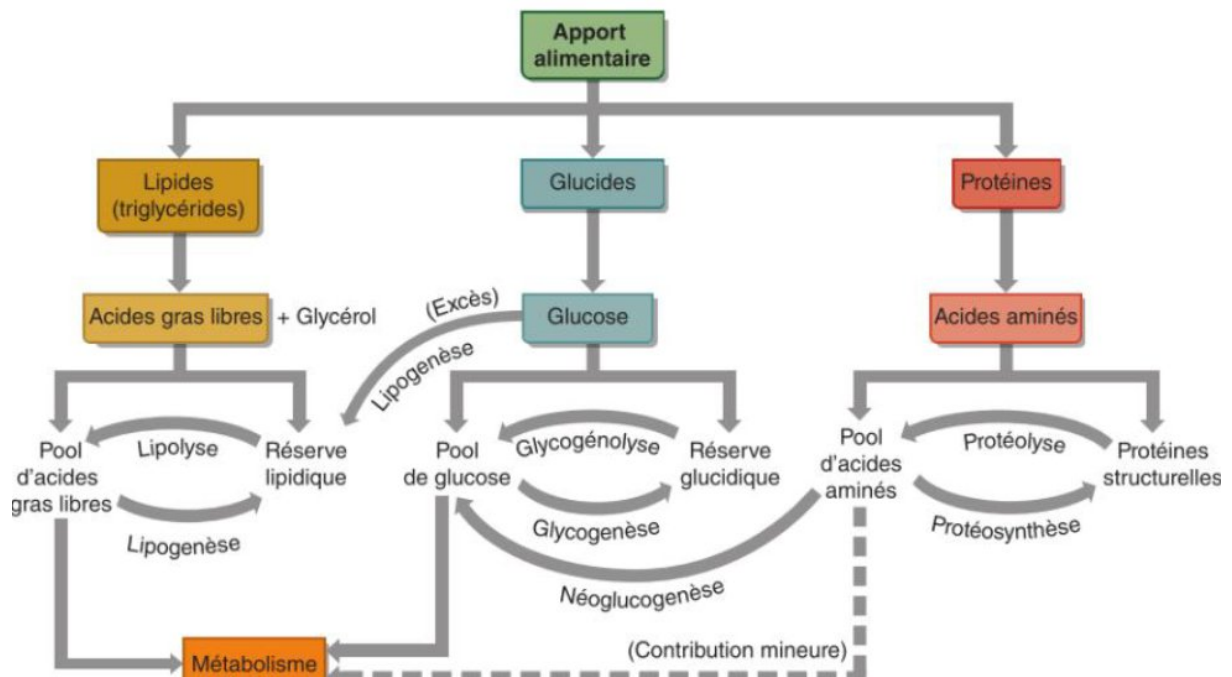 Apport
alimentaire
Lipides
(triglycérides)
Glucides
Protéines
Acides gras libres
+ Glycérol
(Excès)
Lipogenèse
Glucose
Acides aminés
Pool
d'acides
gras libres
Lipolyse
Lipogenèse
Réserve
lipidique
Pool
de glucose
Glycogénolyse
Glycogenèse
Réserve
glucidique
Pool
d'acides
aminés
Protéolyse
Protéosynthèse
Protéines
structurelles
Néoglucogenèse
(Contribution mineure)
Métabolisme